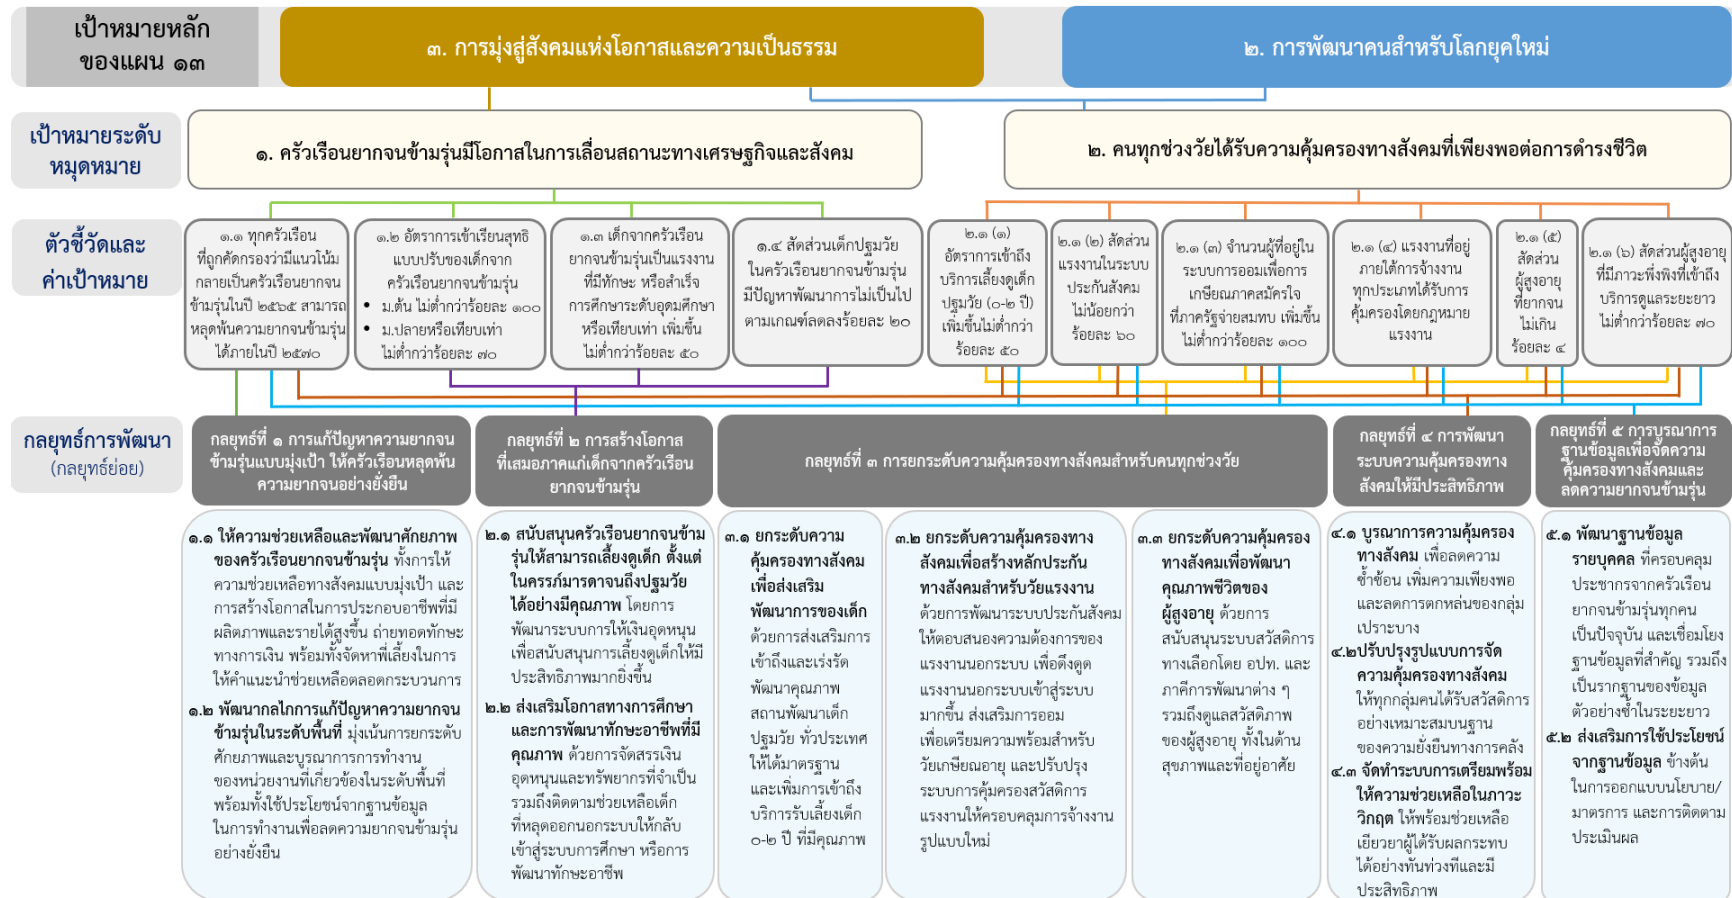 เป้าหมายหลัก
ของแผน ๑๓
๓. การมุ่งสู่สังคมแห่งโอกาสและความเป็นธรรม
๒. การพัฒนาคนสำหรับโลกยุคใหม่
เป้าหมายระดับ
หมุดหมาย
๑. ครัวเรือนยากจนข้ามรุ่นมีโอกาสในการเลื่อนสถานะทางเศรษฐกิจและสังคม
๒. คนทุกช่วงวัยได้รับความคุ้มครองทางสังคมที่เพียงพอต่อการดำรงชีวิต
ตัวชี้วัดและ
ค่าเป้าหมาย
๑.๑ ทุกครัวเรือน
ที่ถูกคัดกรองว่ามีแนวโน้ม
กลายเป็นครัวเรือนยากจน
ข้ามรุ่นในปี ๒๕๖๕ สามารถ
หลุดพ้นความยากจนข้ามรุ่น
ได้ภายในปี ๒๕๗๐
๑.๒ อัตราการเข้าเรียนสุทธิ
แบบปรับของเด็กจาก
ครัวเรือนยากจนข้ามรุ่น
• ม.ต้น ไม่ต่ำกว่าร้อยละ ๑๐๐
• ม.ปลายหรือเทียบเท่า
ไม่ต่ำกว่าร้อยละ ๗๐
๑.๓ เด็กจากครัวเรือน
ยากจนข้ามรุ่นเป็นแรงงาน
ที่มีทักษะ หรือสำเร็จ
การศึกษาระดับอุดมศึกษา
หรือเทียบเท่า เพิ่มขึ้น
ไม่ต่ำกว่าร้อยละ ๕๐
๑.๔ สัดส่วนเด็กปฐมวัย
ในครัวเรือนยากจนข้ามรุ่น
มีปัญหาพัฒนาการไม่เป็นไป
ตามเกณฑ์ลดลงร้อยละ ๒๐
๒.๑ (๑)
อัตราการเข้าถึง
บริการเลี้ยงดูเด็ก
ปฐมวัย (๐-๒ ปี)
เพิ่มขึ้นไม่ต่ำกว่า
ร้อยละ ๕๐
๒.๑ (๒) สัดส่วน
แรงงานในระบบ
ประกันสังคม
ไม่น้อยกว่า
ร้อยละ ๖๐
๒.๑ (๓) จำนวนผู้ที่อยู่ใน
ระบบการออมเพื่อการ
เกษียณภาคสมัครใจ
ที่ภาครัฐจ่ายสมทบ เพิ่มขึ้น
ไม่ต่ำกว่าร้อยละ ๑๐๐
๒.๑ (๔) แรงงานที่อยู่
ภายใต้การจ้างงาน
ทุกประเภทได้รับการ
คุ้มครองโดยกฎหมาย
แรงงาน
๒.๑ (๕)
สัดส่วน
ผู้สูงอายุ
ที่ยากจน
ไม่เกิน
ร้อยละ ๔
๒.๑ (๖) สัดส่วนผู้สูงอายุ
ที่มีภาวะพึ่งพิงที่เข้าถึง
บริการดูแลระยะยาว
ไม่ต่ำกว่าร้อยละ ๗๐
กลยุทธ์การพัฒนา
(กลยุทธ์ย่อย)
กลยุทธ์ที่ ๑ การแก้ปัญหาความยากจน
ข้ามรุ่นแบบมุ่งเป้า ให้ครัวเรือนหลุดพ้น
ความยากจนอย่างยั่งยืน
กลยุทธ์ที่ ๒ การสร้างโอกาส
ที่เสมอภาคแก่เด็กจากครัวเรือน
ยากจนข้ามรุ่น
กลยุทธ์ที่ ๓ การยกระดับความคุ้มครองทางสังคมสำหรับคนทุกช่วงวัย
กลยุทธ์ที่ ๔ การพัฒนา
ระบบความคุ้มครองทาง
สังคมให้มีประสิทธิภาพ
กลยุทธ์ที่ ๕ การบูรณาการ
ฐานข้อมูลเพื่อจัดความ
คุ้มครองทางสังคมและ
ลดความยากจนข้ามรุ่น
๑.๑ ให้ความช่วยเหลือและพัฒนาศักยภาพ
ของครัวเรือนยากจนข้ามรุ่น ทั้งการให้
ความช่วยเหลือทางสังคมแบบมุ่งเป้า และ
การสร้างโอกาสในการประกอบอาชีพที่มี
ผลิตภาพและรายได้สูงขึ้น ถ่ายทอดทักษะ
ทางการเงิน พร้อมทั้งจัดหาพี่เลี้ยงในการ
ให้คำแนะนำช่วยเหลือตลอดกระบวนการ
๑.๒ พัฒนากลไกการแก้ปัญหาความยากจน
ข้ามรุ่นในระดับพื้นที่ มุ่งเน้นการยกระดับ
ศักยภาพและบูรณาการการทำงาน
ของหน่วยงานที่เกี่ยวข้องในระดับพื้นที่
พร้อมทั้งใช้ประโยชน์จากฐานข้อมูล
ในการทำงานเพื่อลดความยากจนข้ามรุ่น
อย่างยั่งยืน
๒.๑ สนับสนุนครัวเรือนยากจนข้าม
รุ่นให้สามารถเลี้ยงดูเด็ก ตั้งแต่
ในครรภ์มารดาจนถึงปฐมวัย
ได้อย่างมีคุณภาพ โดยการ
พัฒนาระบบการให้เงินอุดหนุน
เพื่อสนับสนุนการเลี้ยงดูเด็กให้มี
ประสิทธิภาพมากยิ่งขึ้น
๒.๒ ส่งเสริมโอกาสทางการศึกษา
และการพัฒนาทักษะอาชีพที่มี
คุณภาพ ด้วยการจัดสรรเงิน
อุดหนุนและทรัพยากรที่จำเป็น
รวมถึงติดตามช่วยเหลือเด็ก
ที่หลุดออกนอกระบบให้กลับ
เข้าสู่ระบบการศึกษา หรือการ
พัฒนาทักษะอาชีพ
๓.๑ ยกระดับความ
คุ้มครองทางสังคม
เพื่อส่งเสริม
พัฒนาการของเด็ก
ด้วยการส่งเสริมการ
เข้าถึงและเร่งรัด
พัฒนาคุณภาพ
สถานพัฒนาเด็ก
ปฐมวัย ทั่วประเทศ
ให้ได้มาตรฐาน
และเพิ่มการเข้าถึง
บริการรับเลี้ยงเด็ก
๐-๒ ปี ที่มีคุณภาพ
๓.๒ ยกระดับความคุ้มครองทาง
สังคมเพื่อสร้างหลักประกัน
ทางสังคมสำหรับวัยแรงงาน
ด้วยการพัฒนาระบบประกันสังคม
ให้ตอบสนองความต้องการของ
แรงงานนอกระบบ เพื่อดึงดูด
แรงงานนอกระบบเข้าสู่ระบบ
มากขึ้น ส่งเสริมการออม
เพื่อเตรียมความพร้อมสำหรับ
วัยเกษียณอายุ และปรับปรุง
ระบบการคุ้มครองสวัสดิการ
แรงงานให้ครอบคลุมการจ้างงาน
รูปแบบใหม่
๓.๓ ยกระดับความคุ้มครอง
ทางสังคมเพื่อพัฒนา
คุณภาพชีวิตของ
ผู้สูงอายุ ด้วยการ
สนับสนุนระบบสวัสดิการ
ทางเลือกโดย อปท. และ
ภาคีการพัฒนาต่าง ๆ
รวมถึงดูแลสวัสดิภาพ
ของผู้สูงอายุ ทั้งในด้าน
สุขภาพและที่อยู่อาศัย
๔.๑ บูรณาการความคุ้มครอง
ทางสังคม เพื่อลดความ
ซ้ำซ้อน เพิ่มความเพียงพอ
และลดการตกหล่นของกลุ่ม
เปราะบาง
๔.๒ปรับปรุงรูปแบบการจัด
ความคุ้มครองทางสังคม
ให้ทุกกลุ่มคนได้รับสวัสดิการ
อย่างเหมาะสมบนฐาน
ของความยั่งยืนทางการคลัง
๔.๓ จัดทำระบบการเตรียมพร้อม
ให้ความช่วยเหลือในภาวะ
วิกฤต ให้พร้อมช่วยเหลือ
เยียวยาผู้ได้รับผลกระทบ
ได้อย่างทันท่วงทีและมี
ประสิทธิภาพ
๕.๑ พัฒนาฐานข้อมูล
รายบุคคล ที่ครอบคลุม
ประชากรจากครัวเรือน
ยากจนข้ามรุ่นทุกคน
เป็นปัจจุบัน และเชื่อมโยง
ฐานข้อมูลที่สำคัญ รวมถึง
เป็นรากฐานของข้อมูล
ตัวอย่างซ้ำในระยะยาว
๕.๒ ส่งเสริมการใช้ประโยชน์
จากฐานข้อมูล ข้างต้น
ในการออกแบบนโยบาย/
มาตรการ และการติดตาม
ประเมินผล